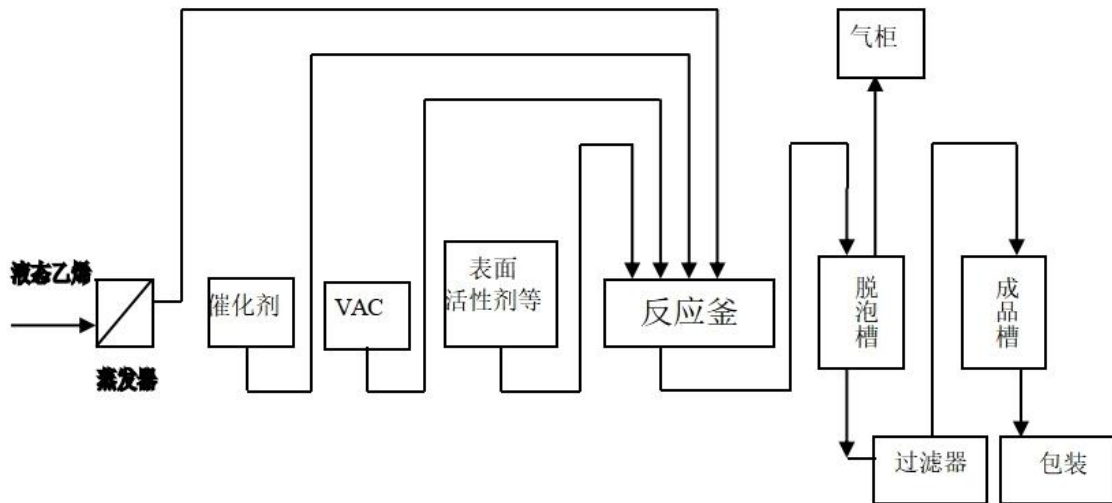 气柜
液态乙烯
蒸发器
催化剂
VAC
表面
活性剂等
反应釜
脱泡槽
成品槽
过滤器
包装